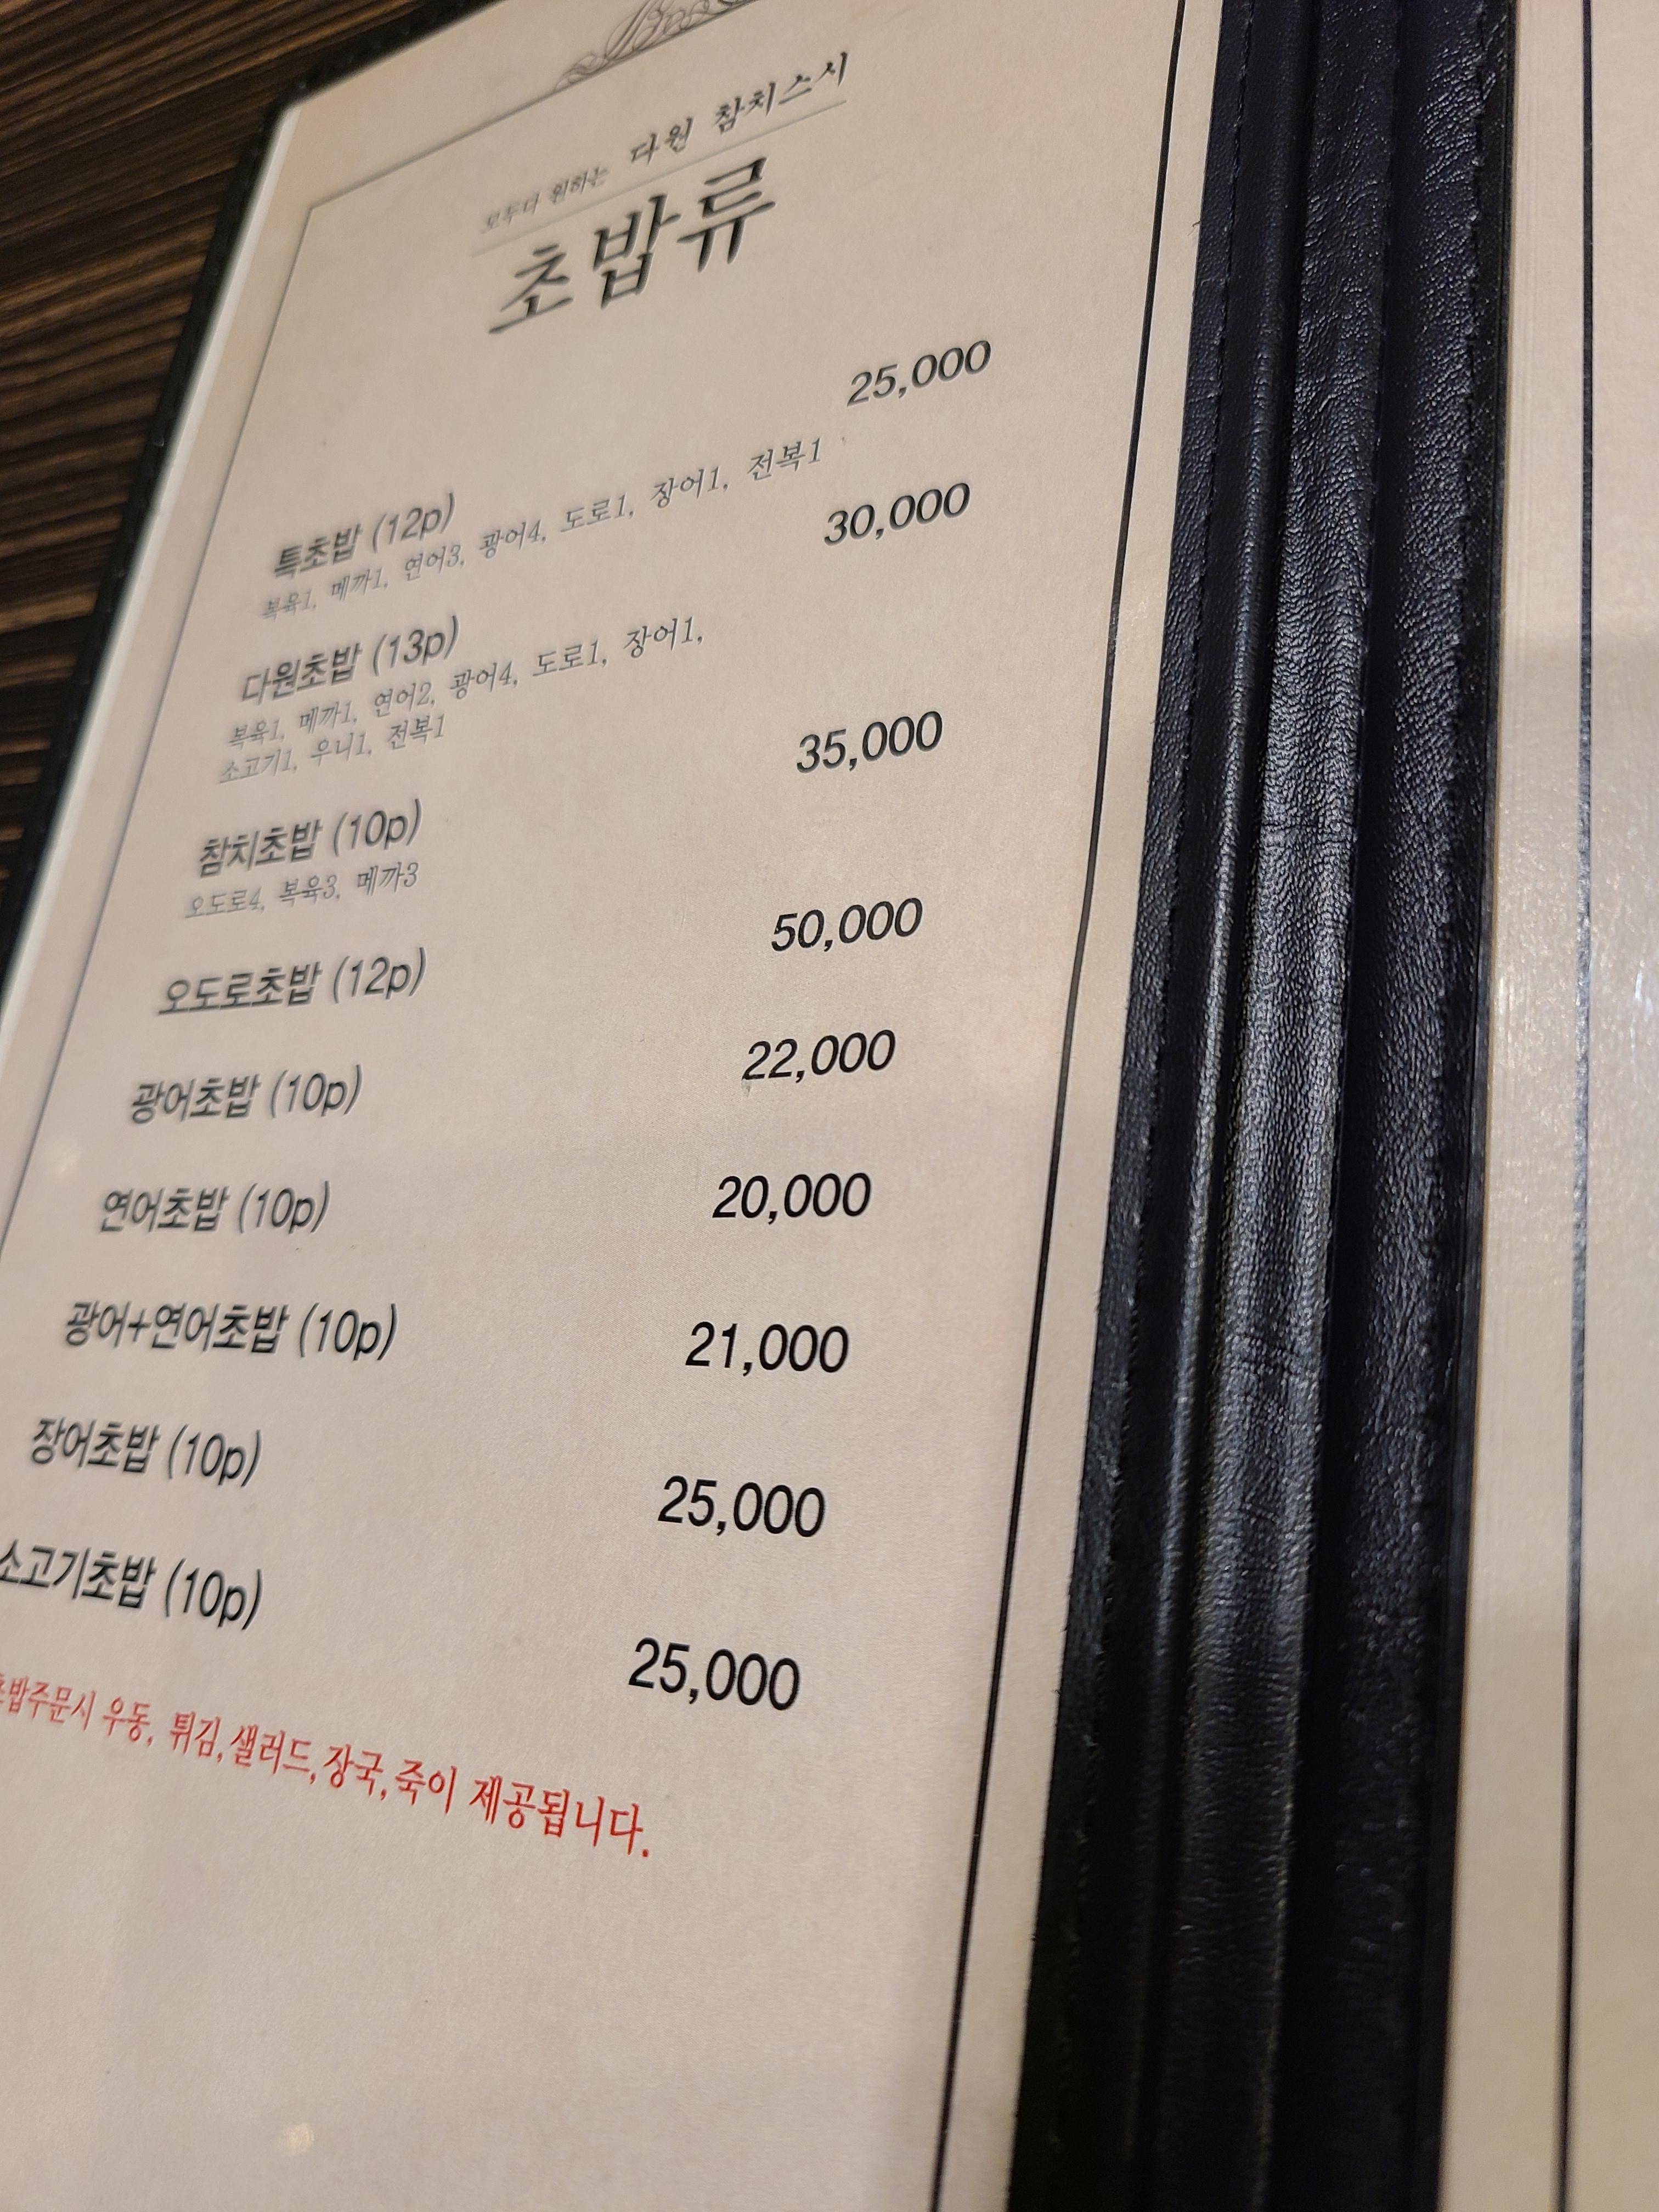 모두다 원하는 다원 참치스시
초밥류
특초밥 (12p) 25,000
복육1, 메까1, 연어3, 광어4, 도로1, 장어1, 전복1
다원초밥 (13p) 30,000
복육1, 메까1, 연어2, 광어4, 도로1, 장어1,
소고기1, 우니1, 전복1
참치초밥 (10p) 35,000
오도로4, 복육3, 메까3
오도로초밥 (12p) 50,000
광어초밥 (10p) 22,000
연어초밥 (10p) 20,000
광어+연어초밥 (10p) 21,000
장어초밥 (10p) 25,000
소고기초밥 (10p) 25,000
초밥주문시 우동, 튀김,샐러드,장국,죽이 제공됩니다.